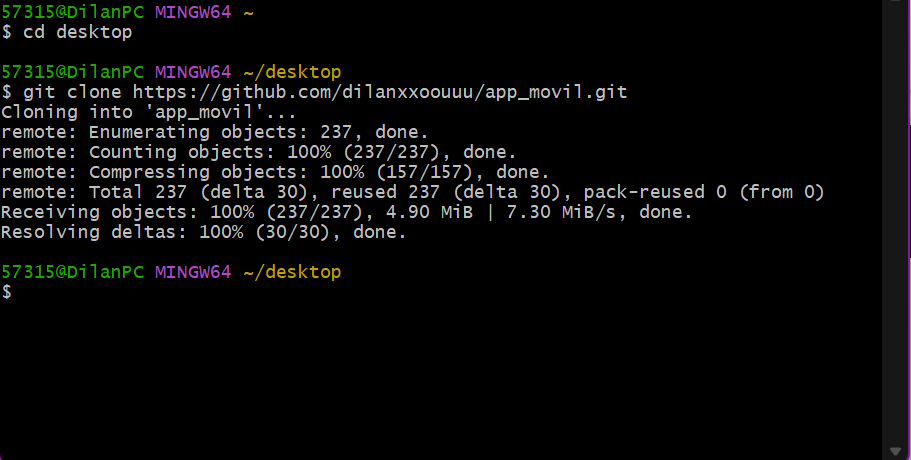 57315@DilanPC MINGW64 ~
$ cd desktop
57315@DilanPC MINGW64 ~/desktop
$ git clone https://github.com/dilanxxoouuu/app_movil.git
Cloning into 'app_movil'...
remote: Enumerating objects: 237, done.
remote: Counting objects: 100% (237/237), done.
remote: Compressing objects: 100% (157/157), done.
remote: Total 237 (delta 30), reused 237 (delta 30), pack-reused 0 (from 0)
Receiving objects: 100% (237/237), 4.90 MiB | 7.30 MiB/s, done.
Resolving deltas: 100% (30/30), done.
57315@DilanPC MINGW64 ~/desktop
$